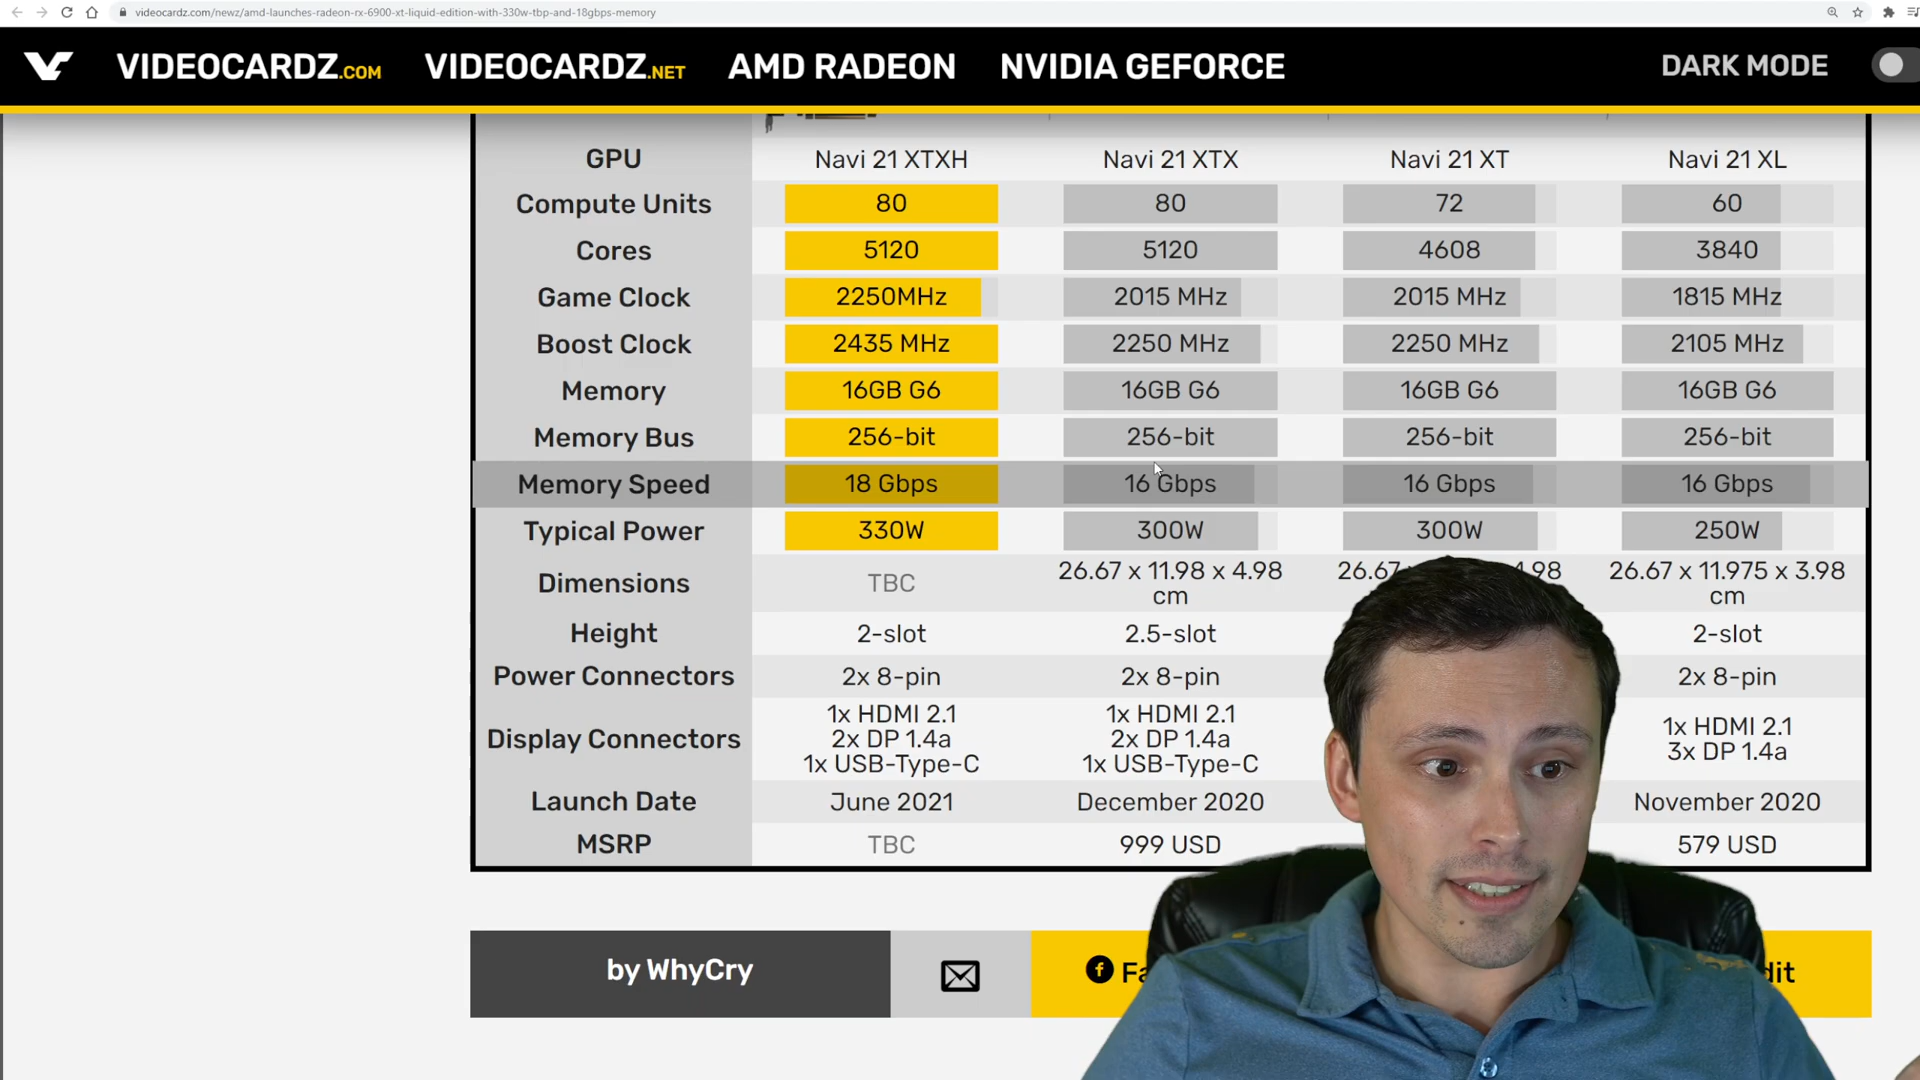 videocardz.com/newz/amd-launches-radeon-rx-6900-xt-liquid-edition-with-330w-tbp-and-18gbps-memory
VIDEOCARDZ.COM VIDEOCARDZ.NET AMD RADEON NVIDIA GEFORCE DARK MODE
GPU Navi 21 XTXH Navi 21 XTX Navi 21 XT Navi 21 XL
Compute Units 80 80 72 60
Cores 5120 5120 4608 3840
Game Clock 2250MHz 2015 MHz 2015 MHz 1815 MHz
Boost Clock 2435 MHz 2250 MHz 2250 MHz 2105 MHz
Memory 16GB G6 16GB G6 16GB G6 16GB G6
Memory Bus 256-bit 256-bit 256-bit 256-bit
Memory Speed 18 Gbps 16 Gbps 16 Gbps 16 Gbps
Typical Power 330W 300W 300W 250W
Dimensions TBC 26.67 x 11.98 x 4.98 cm 26.67 4.98 26.67 x 11.975 x 3.98 cm
Height 2-slot 2.5-slot 2-slot
Power Connectors 2x 8-pin 2x 8-pin 2x 8-pin
Display Connectors 1x HDMI 2.1 2x DP 1.4a 1x USB-Type-C 1x HDMI 2.1 2x DP 1.4a 1x USB-Type-C 1x HDMI 2.1 3x DP 1.4a
Launch Date June 2021 December 2020 November 2020
MSRP TBC 999 USD 579 USD
by WhyCry Fa dit